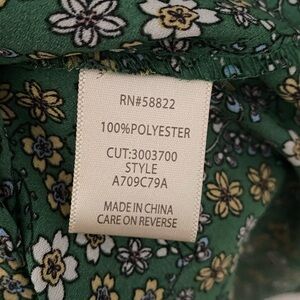 RN#58822
100%POLYESTER
CUT:3003700
STYLE
A709C79A
MADE IN CHINA
CARE ON REVERSE